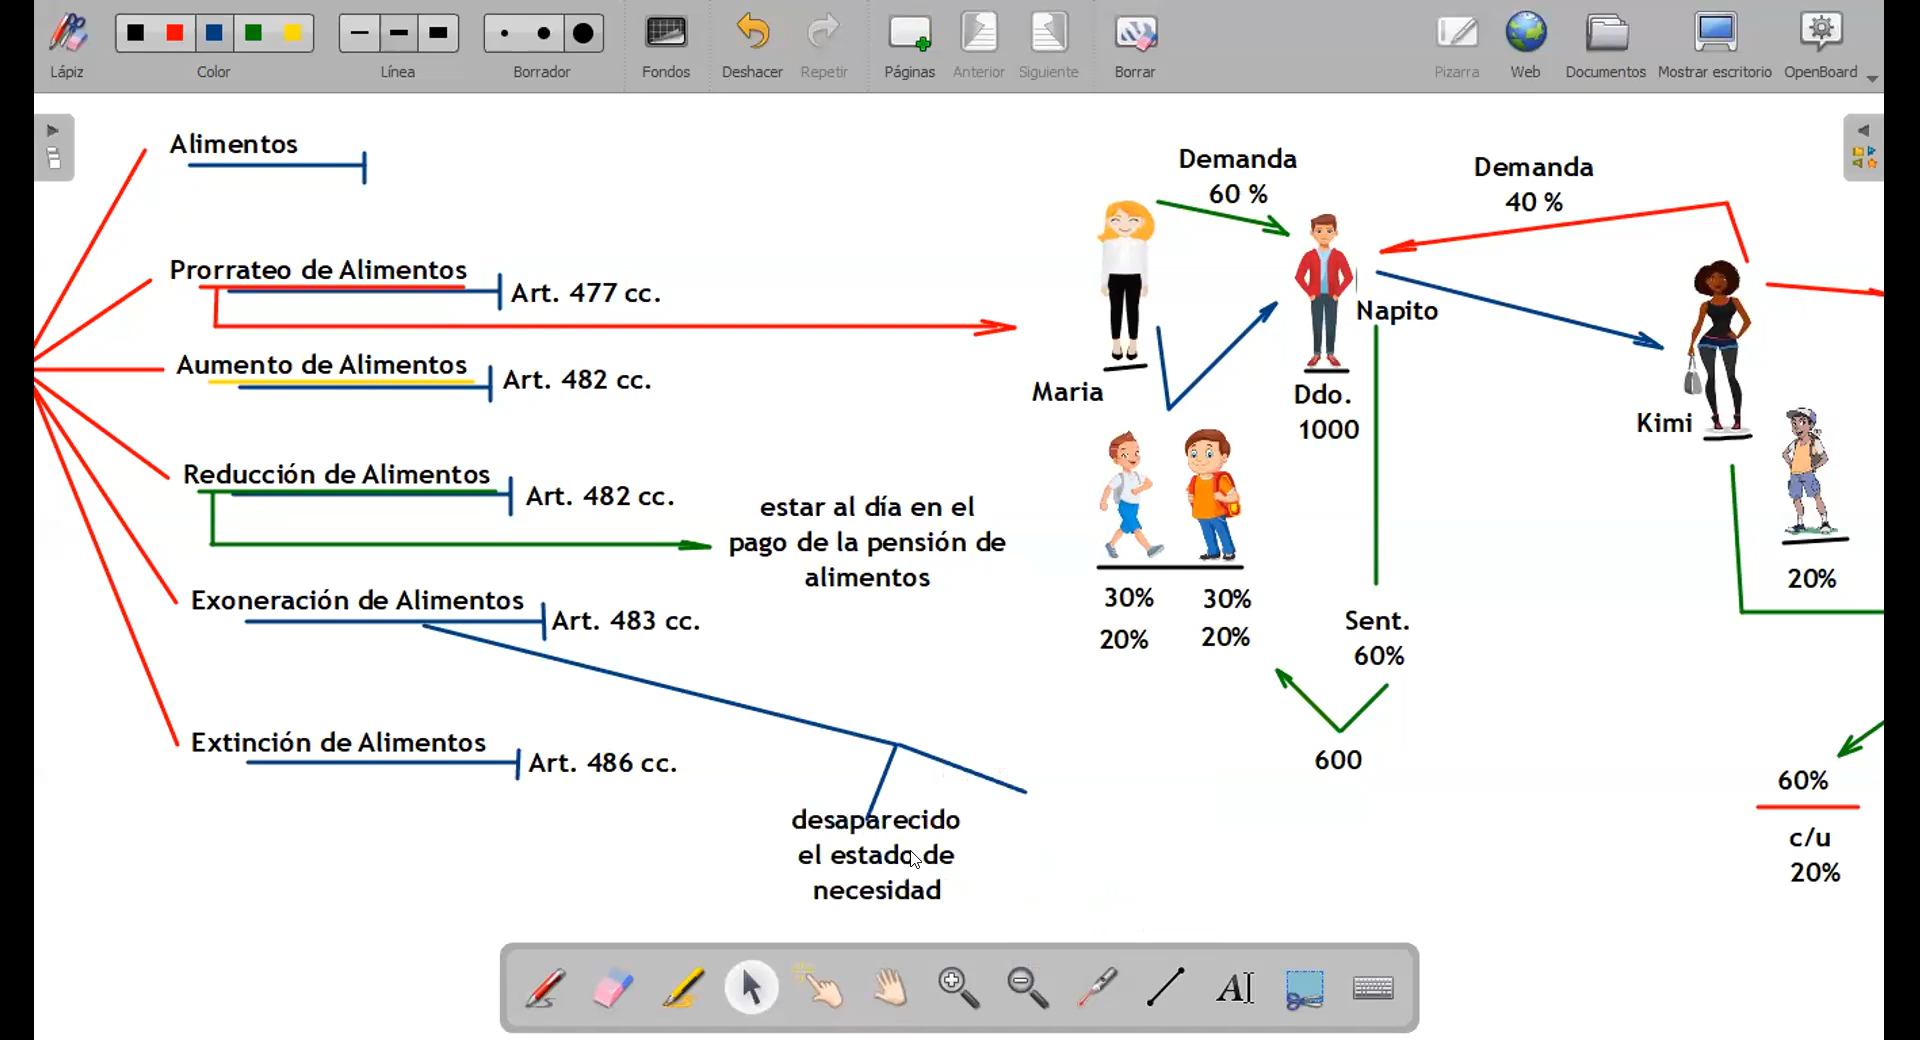 Lápiz
Color
Línea
Borrador
Fondos
Deshacer
Repetir
Páginas
Anterior
Siguiente
Borrar
Pizarra
Web
Documentos
Mostrar escritorio
OpenBoard
Alimentos
Prorrateo de Alimentos
Art. 477 cc.
Aumento de Alimentos
Art. 482 cc.
Reducción de Alimentos
Art. 482 cc.
estar al día en el
pago de la pensión de
alimentos
Exoneración de Alimentos
Art. 483 cc.
Extinción de Alimentos
Art. 486 cc.
desaparecido
el estado de
necesidad
Demanda
60 %
Demanda
40 %
Maria
Napito
Ddo.
1000
Kimi
30%
30%
20%
20%
Sent.
60%
600
20%
60%
c/u
20%
AI